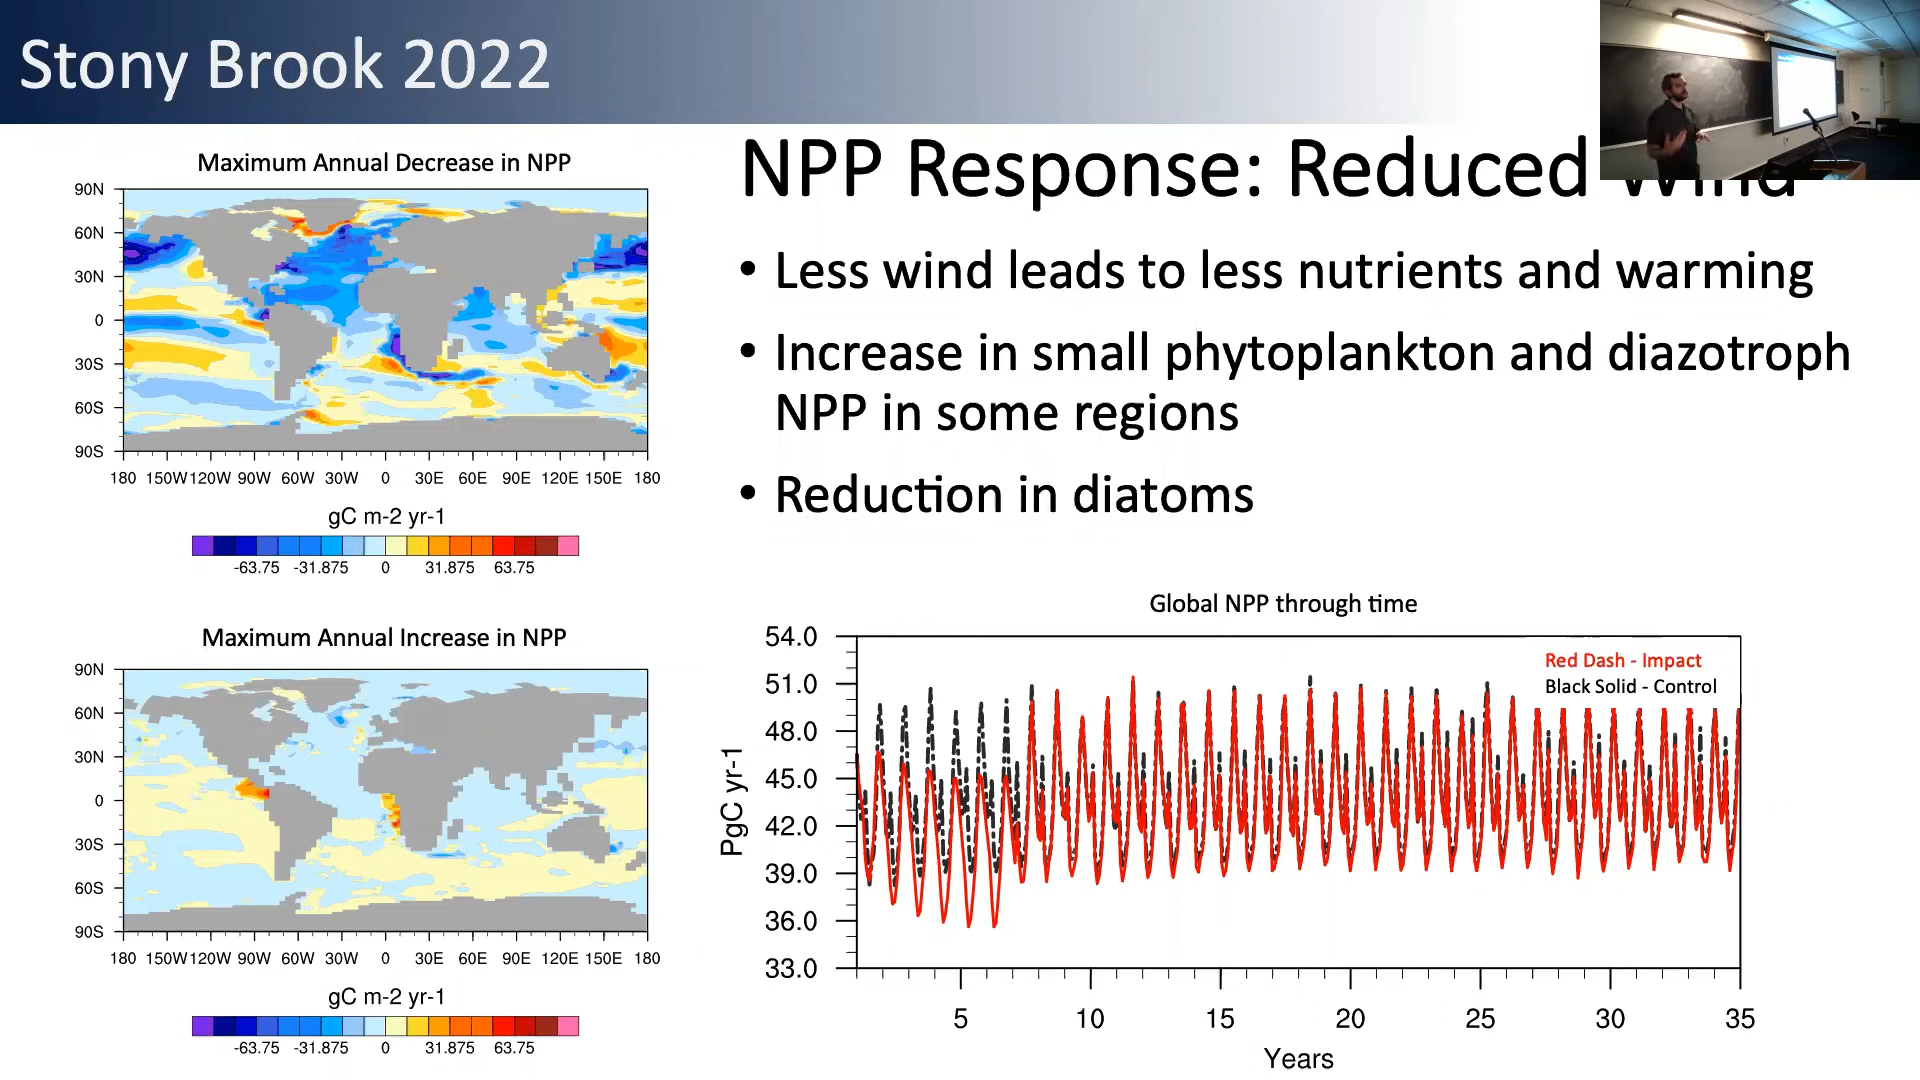 Stony Brook 2022
Maximum Annual Decrease in NPP
90N
60N
30N
0
30S
60S
90S
180 150W 120W 90W 60W 30W 0 30E 60E 90E 120E 150E 180
gC m-2 yr-1
-63.75 -31.875 0 31.875 63.75
Maximum Annual Increase in NPP
90N
60N
30N
0
30S
60S
90S
180 150W 120W 90W 60W 30W 0 30E 60E 90E 120E 150E 180
gC m-2 yr-1
-63.75 -31.875 0 31.875 63.75
NPP Response: Reduced Wind
• Less wind leads to less nutrients and warming
• Increase in small phytoplankton and diazotroph
NPP in some regions
• Reduction in diatoms
Global NPP through time
Red Dash - Impact
Black Solid - Control
54.0
51.0
48.0
45.0
42.0
39.0
36.0
33.0
PgC yr-1
5 10 15 20 25 30 35
Years